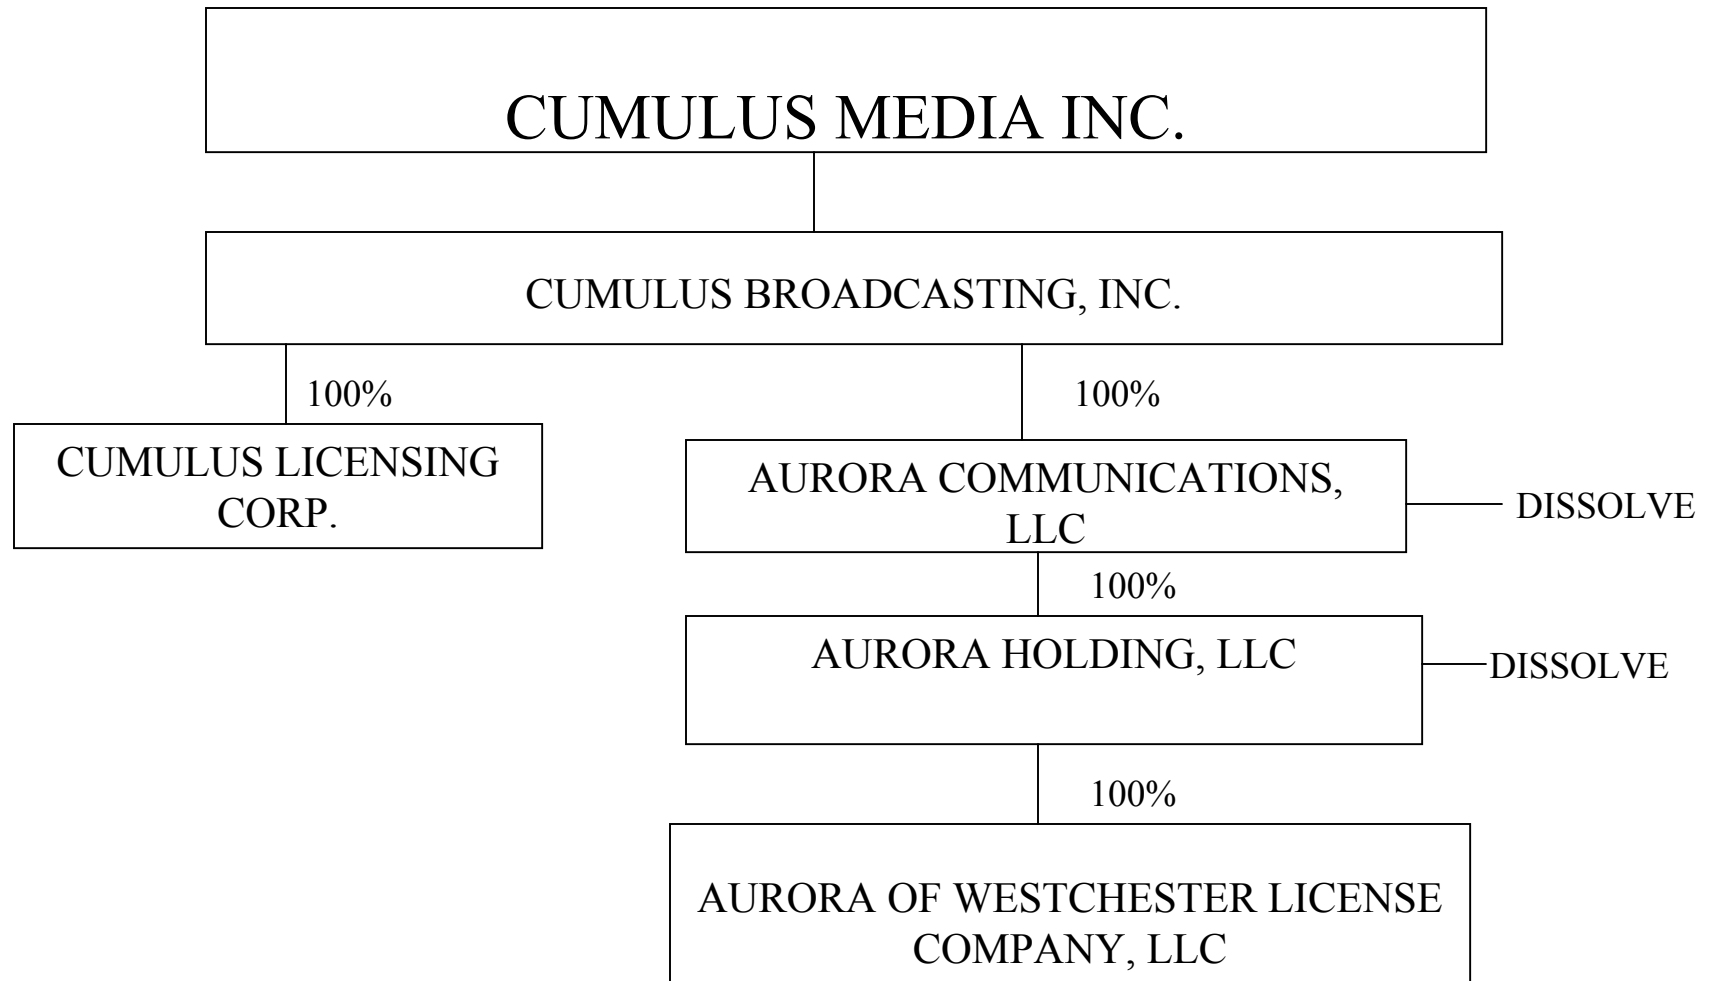 CUMULUS MEDIA INC.
CUMULUS BROADCASTING, INC.
100%
100%
CUMULUS LICENSING
CORP.
AURORA COMMUNICATIONS,
LLC
DISSOLVE
100%
AURORA HOLDING, LLC
DISSOLVE
100%
AURORA OF WESTCHESTER LICENSE
COMPANY, LLC